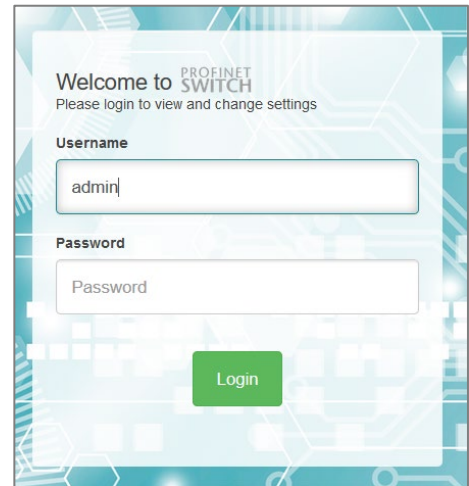 Welcome to PROFINET SWITCH
Please login to view and change settings
Username
admin
Password
Password
Login